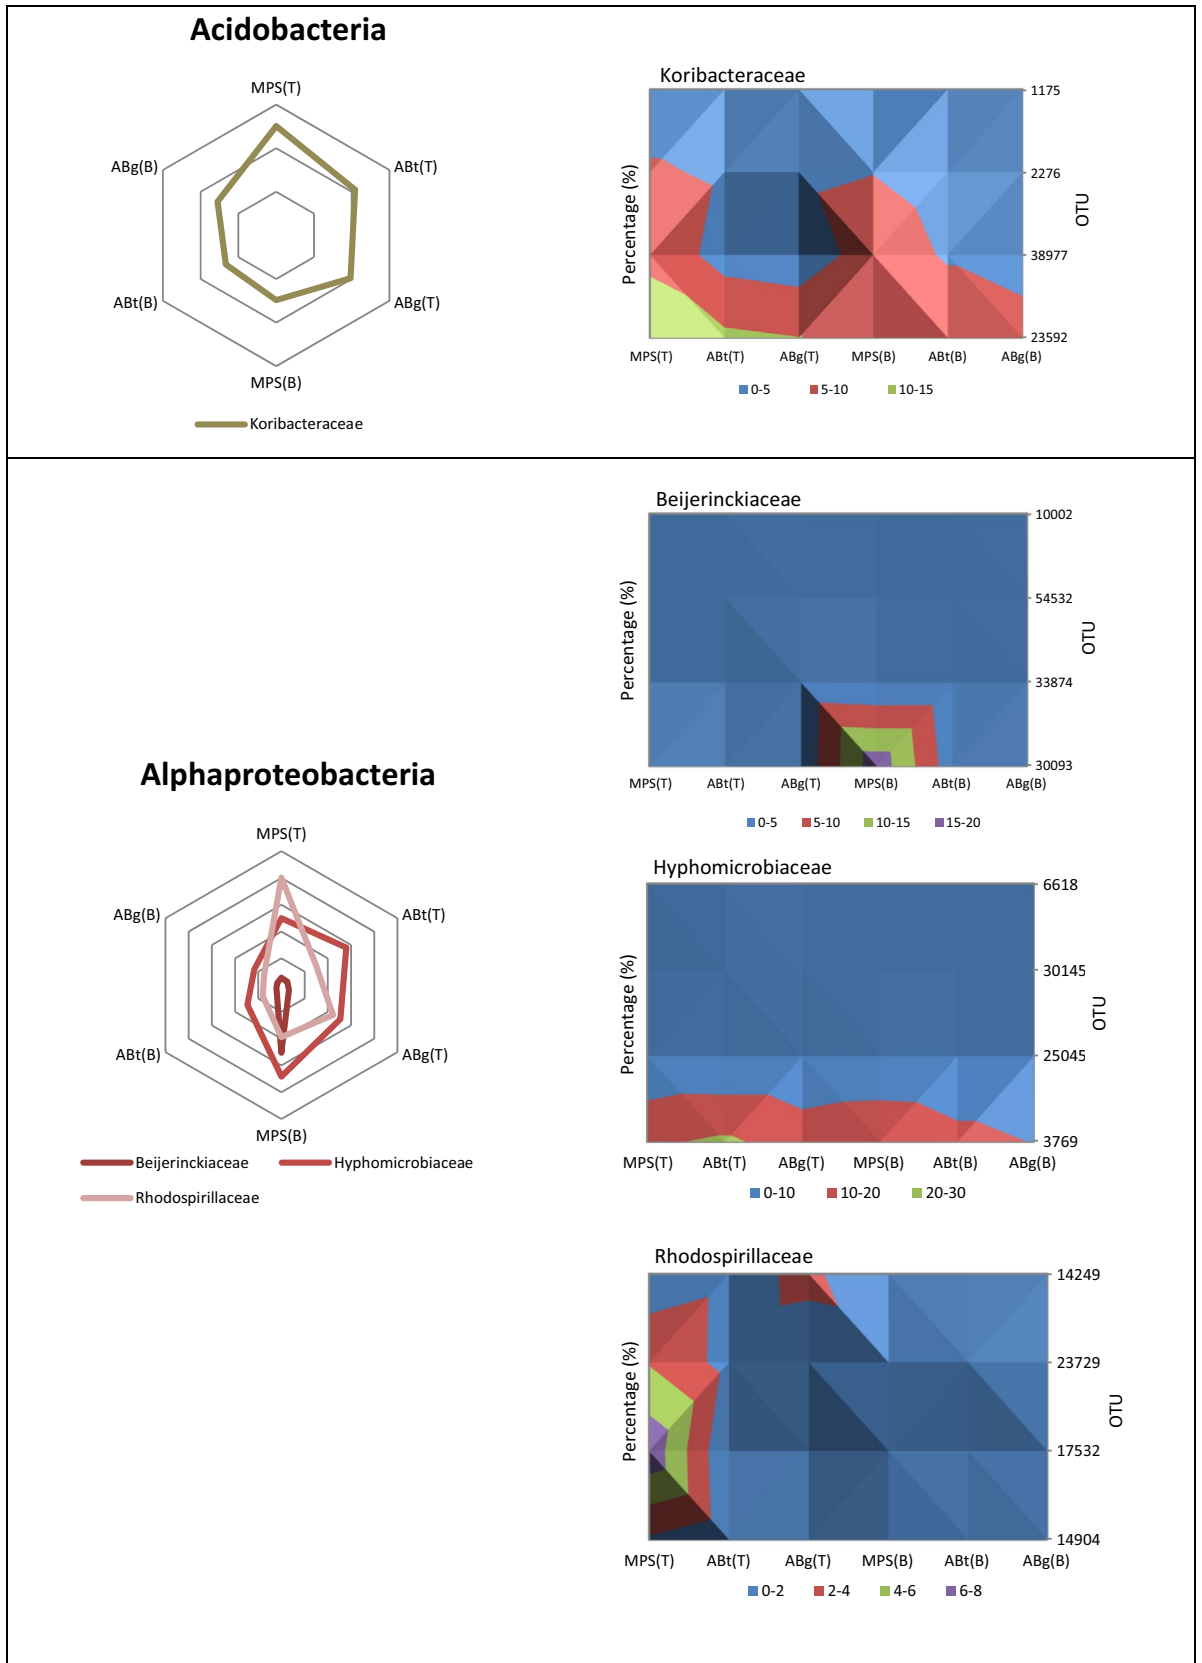 Acidobacteria
MPS(T)
ABg(B)
ABt(T)
ABt(B)
ABg(T)
MPS(B)
Koribacteraceae
Koribacteraceae
Percentage (%)
1175
2276
38977
23592
OTU
MPS(T) ABt(T) ABg(T) MPS(B) ABt(B) ABg(B)
0-5 5-10 10-15
Alphaproteobacteria
MPS(T)
ABg(B)
ABt(T)
ABt(B)
ABg(T)
MPS(B)
Beijerinckiaceae Hyphomicrobiaceae
Rhodospirillaceae
Beijerinckiaceae
Percentage (%)
10002
54532
33874
30093
OTU
MPS(T) ABt(T) ABg(T) MPS(B) ABt(B) ABg(B)
0-5 5-10 10-15 15-20
Hyphomicrobiaceae
Percentage (%)
6618
30145
25045
3769
OTU
MPS(T) ABt(T) ABg(T) MPS(B) ABt(B) ABg(B)
0-10 10-20 20-30
Rhodospirillaceae
Percentage (%)
14249
23729
17532
14904
OTU
MPS(T) ABt(T) ABg(T) MPS(B) ABt(B) ABg(B)
0-2 2-4 4-6 6-8